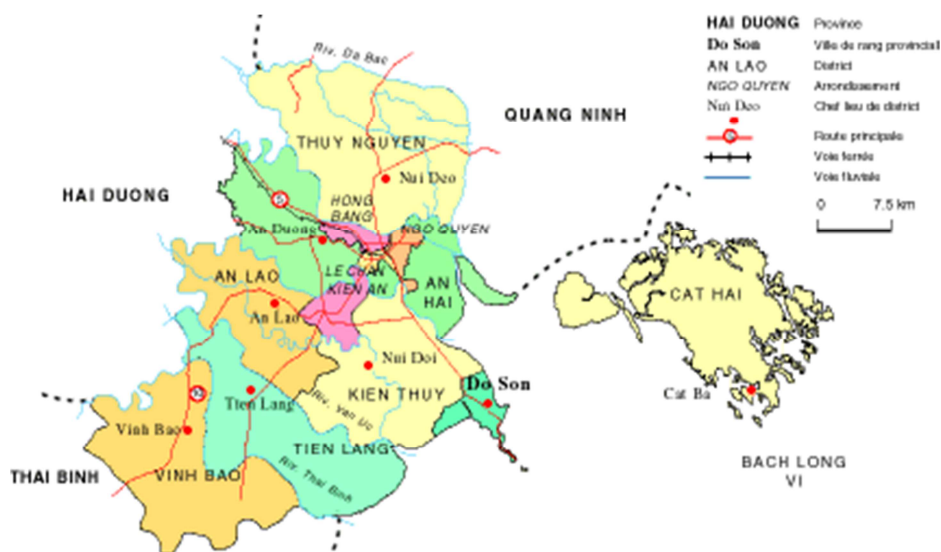 HAI DUONG Province
Do Son Ville de rang provincial
AN LAO District
NGO QUYEN Arrondissement
Nui Deo Chef lieu de district
Route principale
Voie ferrée
Voie fluviale
0 7.5 km
Riv. Da Bac
QUANG NINH
THUY NGUYEN
Nui Deo
HAI DUONG
HONG
BANG
An Duong
NGO QUYEN
LE CHAN
KIEN AN
AN LAO
AN
HAI
CAT HAI
An Lao
Nui Doi
Do Son
Cat Ba
KIEN THUY
Tien Lang
Riv. Van Uc
Vinh Bao
TIEN LANG
BACH LONG
VI
THAI BINH
VINH BAO
Riv. Thai Binh